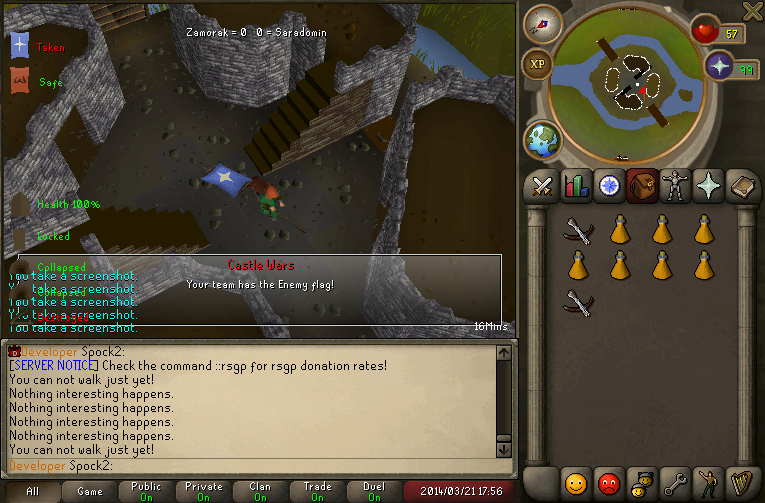 Zamorak = 0 0 = Saradomin
Taken
Safe
57
XP
99
Health 100%
Locked
Collapsed
Castle Wars
You take a screenshot.
Your team has the Enemy flag!
You take a screenshot.
You take a screenshot.
You take a screenshot.
You take a screenshot.
16Mins
Developer Spock2:
[SERVER NOTICE] Check the command ::rsgp for rsgp donation rates!
You can not walk just yet!
Nothing interesting happens.
Nothing interesting happens.
Nothing interesting happens.
Nothing interesting happens.
You can not walk just yet!
Developer Spock2:
All
Game
Public
On
Private
On
Clan
On
Trade
On
Duel
On
2014/03/21 17:56